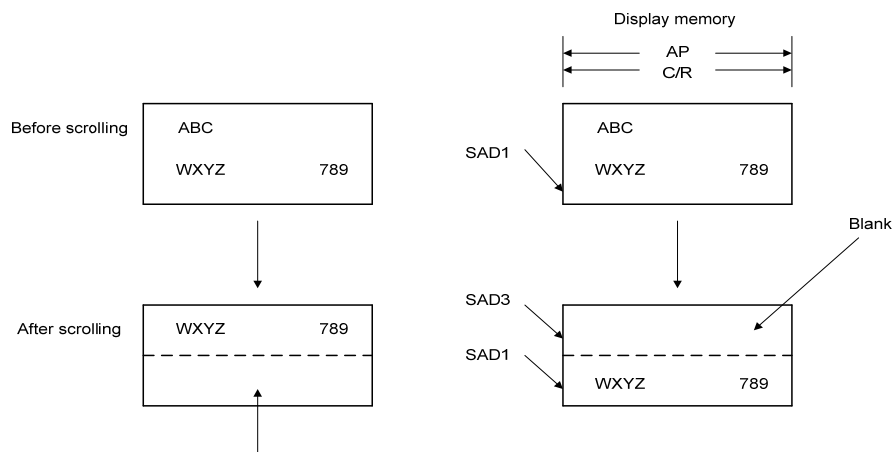 Display memory
AP
C/R
Before scrolling
ABC
WXYZ 789
SAD1
ABC
WXYZ 789
Blank
After scrolling
WXYZ 789
SAD3
SAD1
WXYZ 789